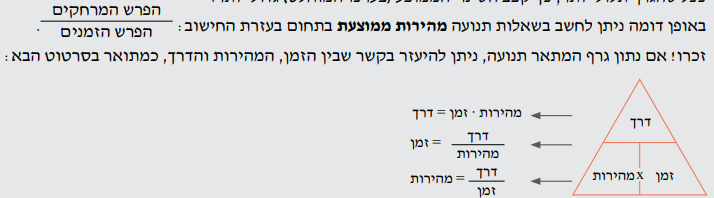 באופן דומה ניתן לחשב בשאלות תנועה מהירות ממוצעת בתחום בעזרת החישוב: הפרש המרחקים / הפרש הזמנים.
זכרו! אם נתון גרף המתאר תנועה, ניתן להיעזר בקשר שבין הזמן, המהירות והדרך, כמתואר בסרטוט הבא:
דרך
זמן x מהירות
מהירות · זמן = דרך
דרך / מהירות = זמן
דרך / זמן = מהירות